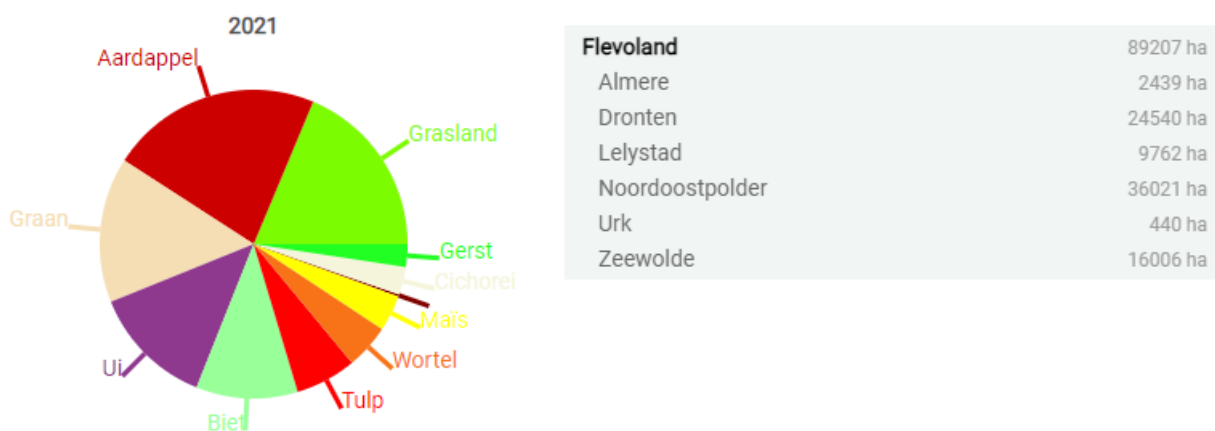 2021
Aardappel
Grasland
Graan
Gerst
Cichorei
Maïs
Wortel
Ui
Tulp
Biet
Flevoland 89207 ha
Almere 2439 ha
Dronten 24540 ha
Lelystad 9762 ha
Noordoostpolder 36021 ha
Urk 440 ha
Zeewolde 16006 ha